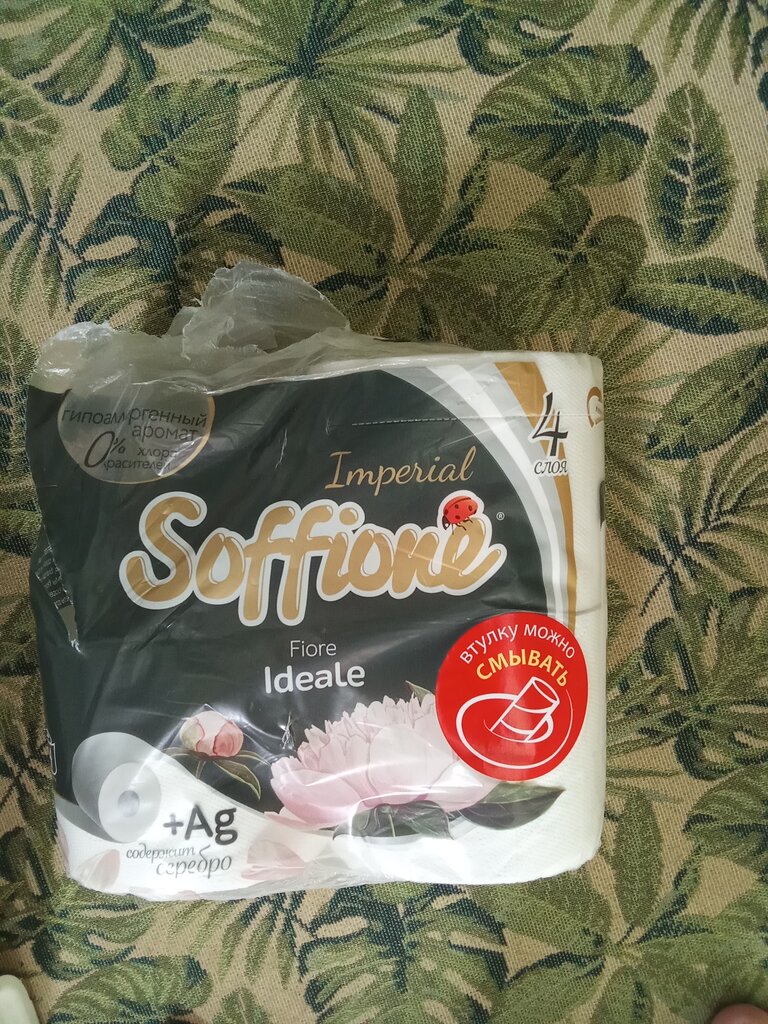 гипоаллергенный
аромат
0% хлора
красителей
4
слоя
Imperial
Soffione®
Fiore
Ideale
ВТУЛКУ МОЖНО
СМЫВАТЬ
+Ag
содержит
серебро